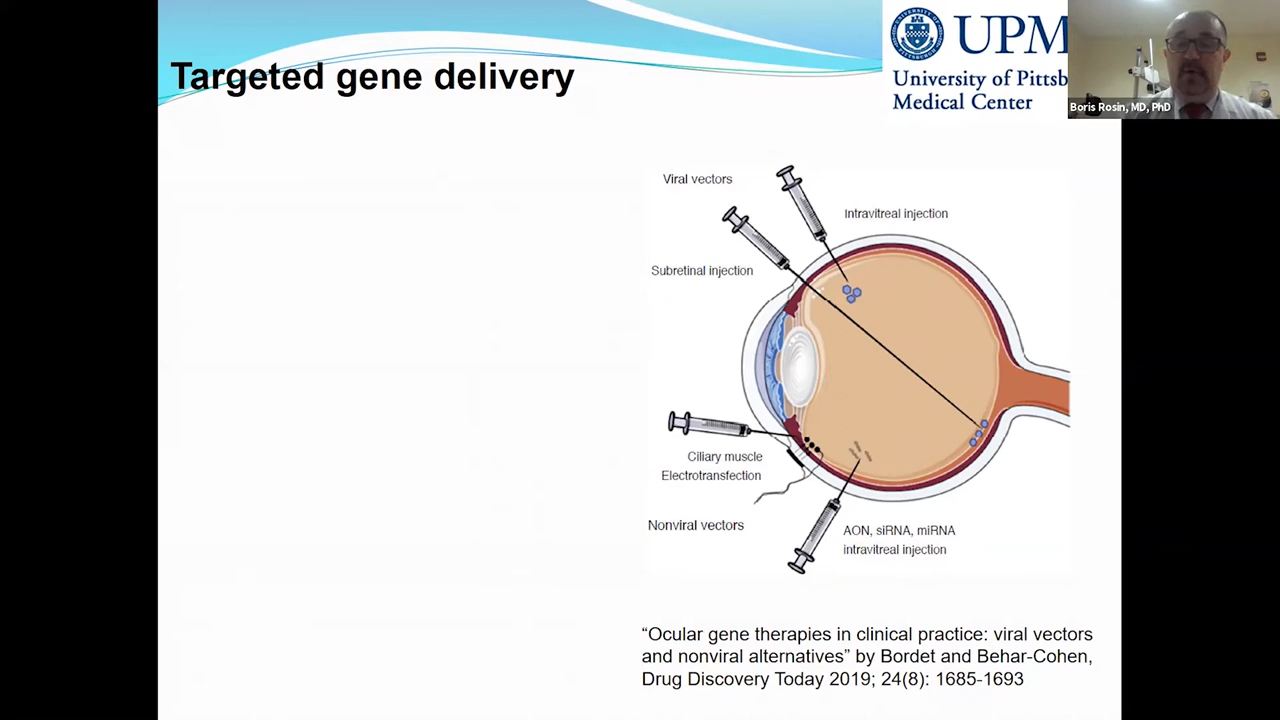 Targeted gene delivery
UPM
University of Pittsb
Medical Center
Boris Rosin, MD, PhD
Viral vectors
Intravitreal injection
Subretinal injection
Ciliary muscle
Electrotransfection
Nonviral vectors
AON, siRNA, miRNA
intravitreal injection
“Ocular gene therapies in clinical practice: viral vectors
and nonviral alternatives” by Bordet and Behar-Cohen,
Drug Discovery Today 2019; 24(8): 1685-1693